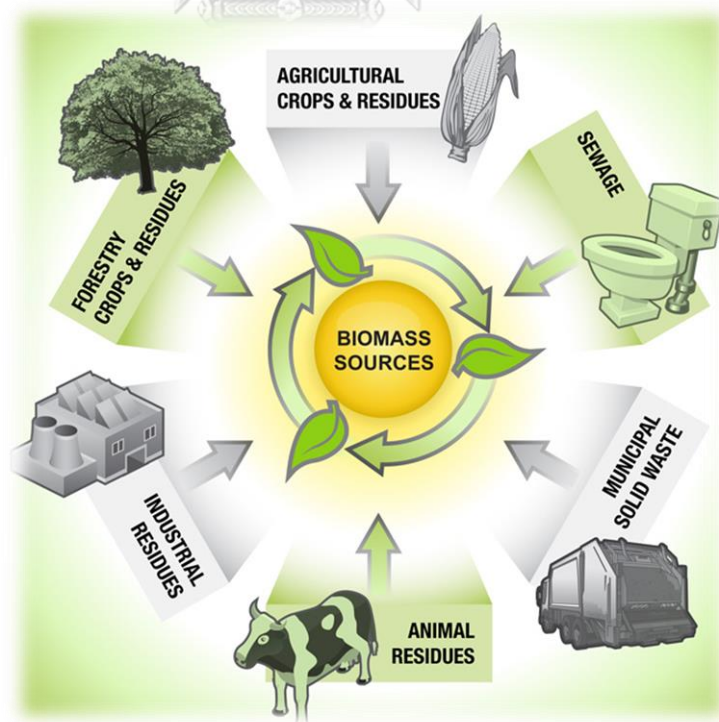 AGRICULTURAL
CROPS & RESIDUES
SEWAGE
FORESTRY
CROPS & RESIDUES
BIOMASS
SOURCES
MUNICIPAL
SOLID WASTE
INDUSTRIAL
RESIDUES
ANIMAL
RESIDUES